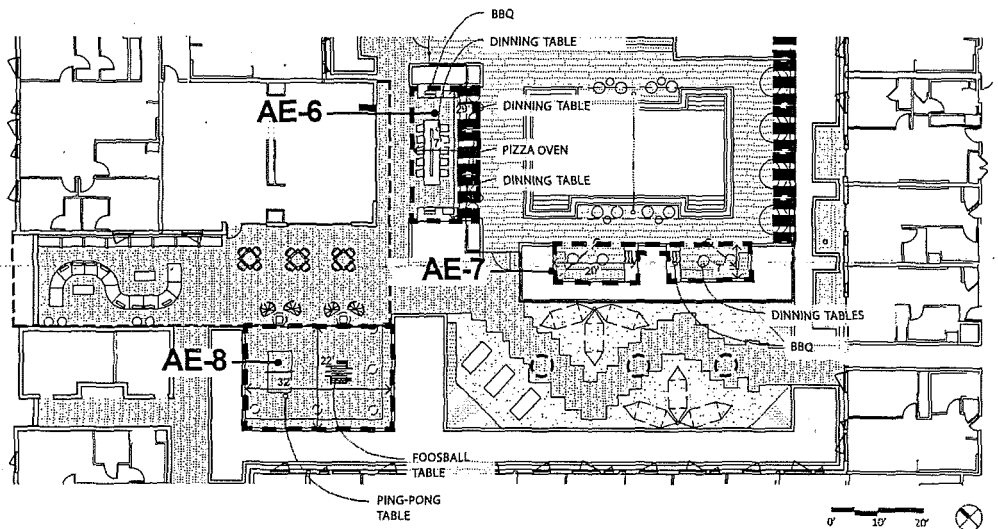 BBQ
DINNING TABLE
AE-6
DINNING TABLE
PIZZA OVEN
DINNING TABLE
AE-7
20'
DINNING TABLES
BBQ
AE-8
22'
32'
FOOSBALL
TABLE
PING-PONG
TABLE
0' 10' 20'